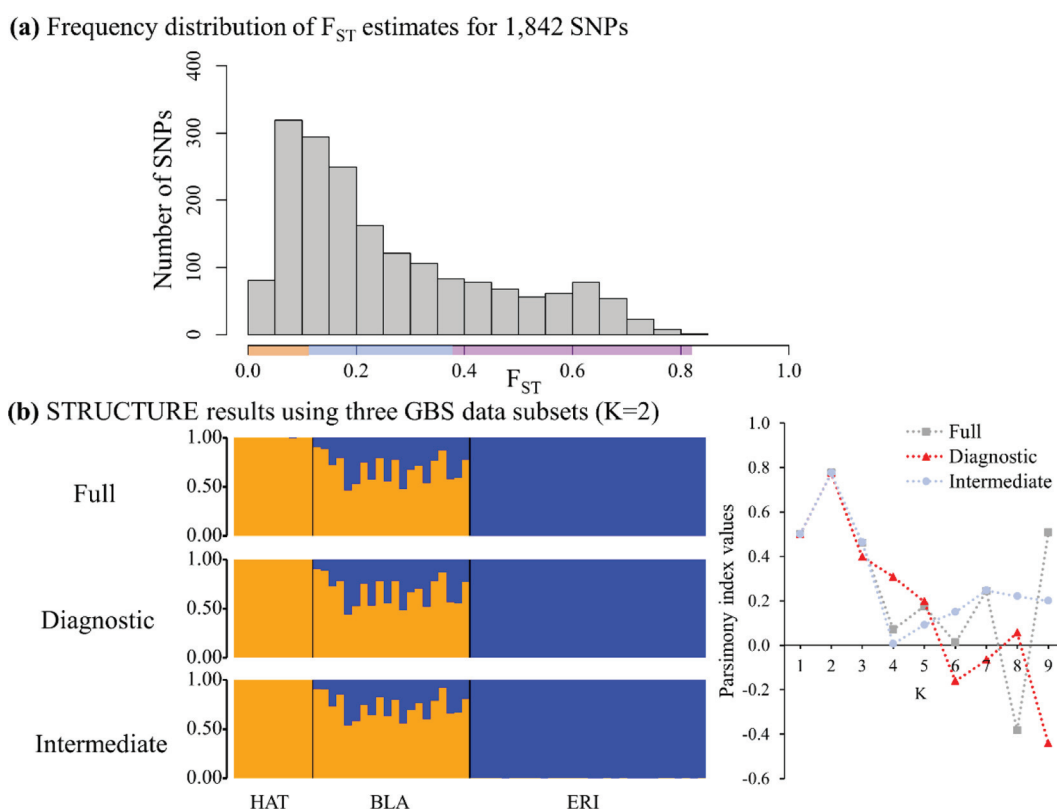 (a) Frequency distribution of FST estimates for 1,842 SNPs
Number of SNPs
400
300
200
100
0
0.0 0.2 0.4 0.6 0.8 1.0
FST
(b) STRUCTURE results using three GBS data subsets (K=2)
Full
1.00
0.50
0.00
Diagnostic
1.00
0.50
0.00
Intermediate
1.00
0.50
0.00
HAT BLA ERI
Parsimony index values
1.0
0.8
0.6
0.4
0.2
0.0
-0.2
-0.4
-0.6
Full
Diagnostic
Intermediate
1 2 3 4 5 6 7 8 9
K